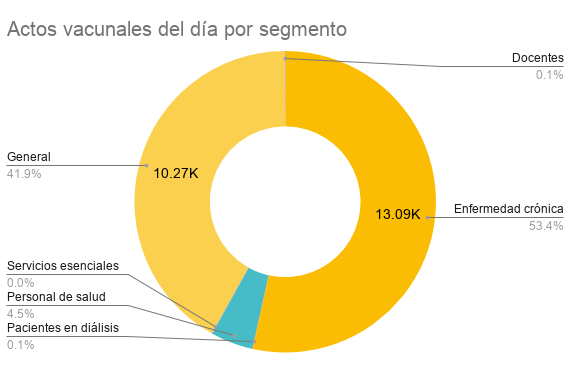 Actos vacunales del día por segmento
Docentes
0.1%
General
41.9%
10.27K
13.09K
Enfermedad crónica
53.4%
Servicios esenciales
0.0%
Personal de salud
4.5%
Pacientes en diálisis
0.1%